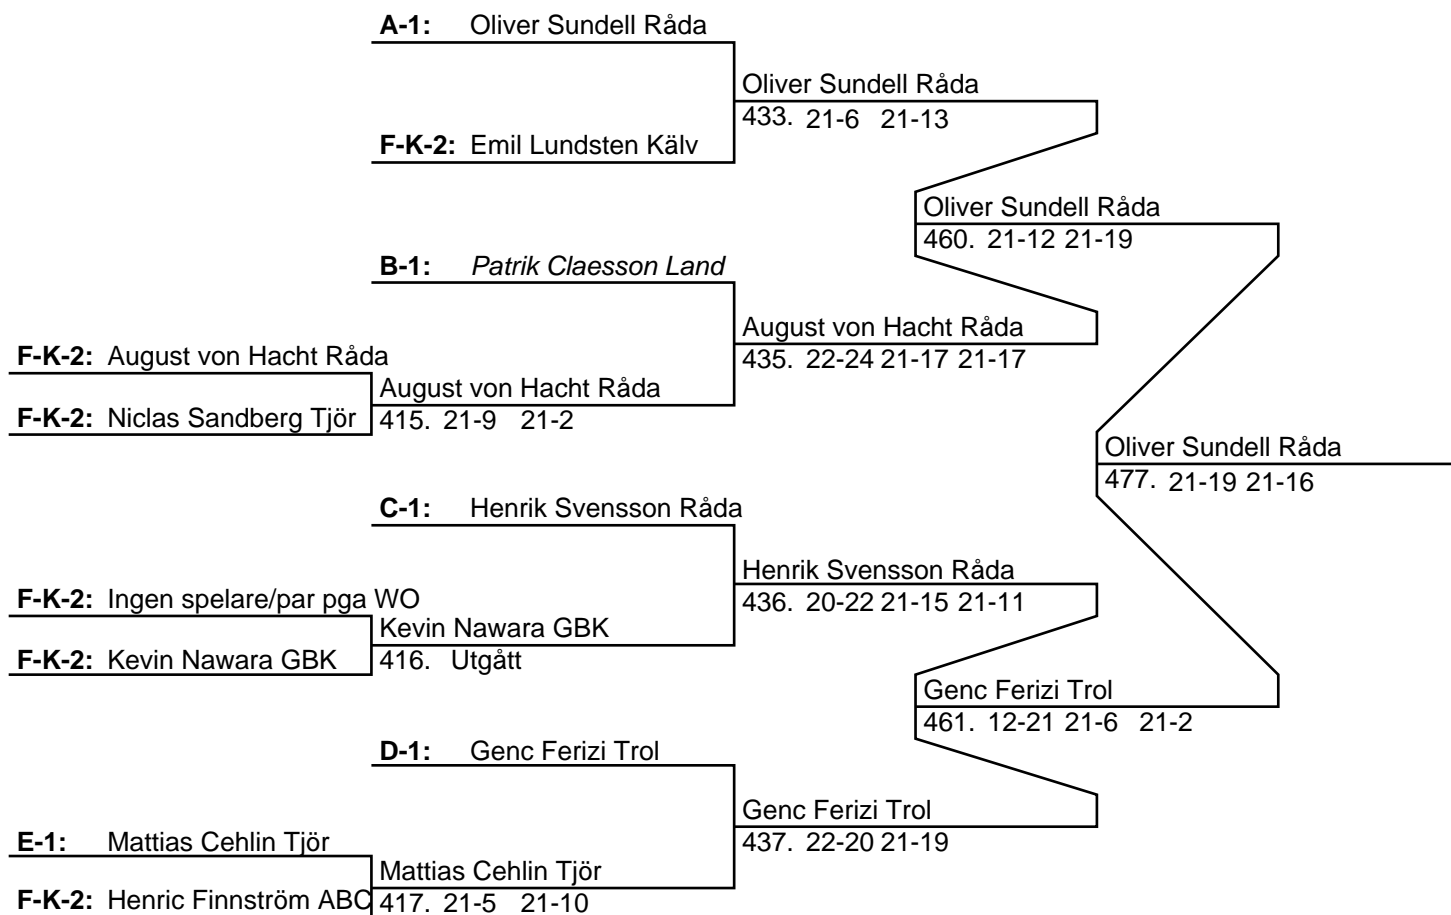 A-1: Oliver Sundell Råda
Oliver Sundell Råda
433. 21-6 21-13
F-K-2: Emil Lundsten Kälv
Oliver Sundell Råda
460. 21-12 21-19
B-1: Patrik Claesson Land
August von Hacht Råda
435. 22-24 21-17 21-17
F-K-2: August von Hacht Råda
August von Hacht Råda
415. 21-9 21-2
F-K-2: Niclas Sandberg Tjör
Oliver Sundell Råda
477. 21-19 21-16
C-1: Henrik Svensson Råda
Henrik Svensson Råda
436. 20-22 21-15 21-11
F-K-2: Ingen spelare/par pga WO
Kevin Nawara GBK
416. Utgått
F-K-2: Kevin Nawara GBK
Genc Ferizi Trol
461. 12-21 21-6 21-2
D-1: Genc Ferizi Trol
Genc Ferizi Trol
437. 22-20 21-19
E-1: Mattias Cehlin Tjör
Mattias Cehlin Tjör
417. 21-5 21-10
F-K-2: Henric Finnström ABC